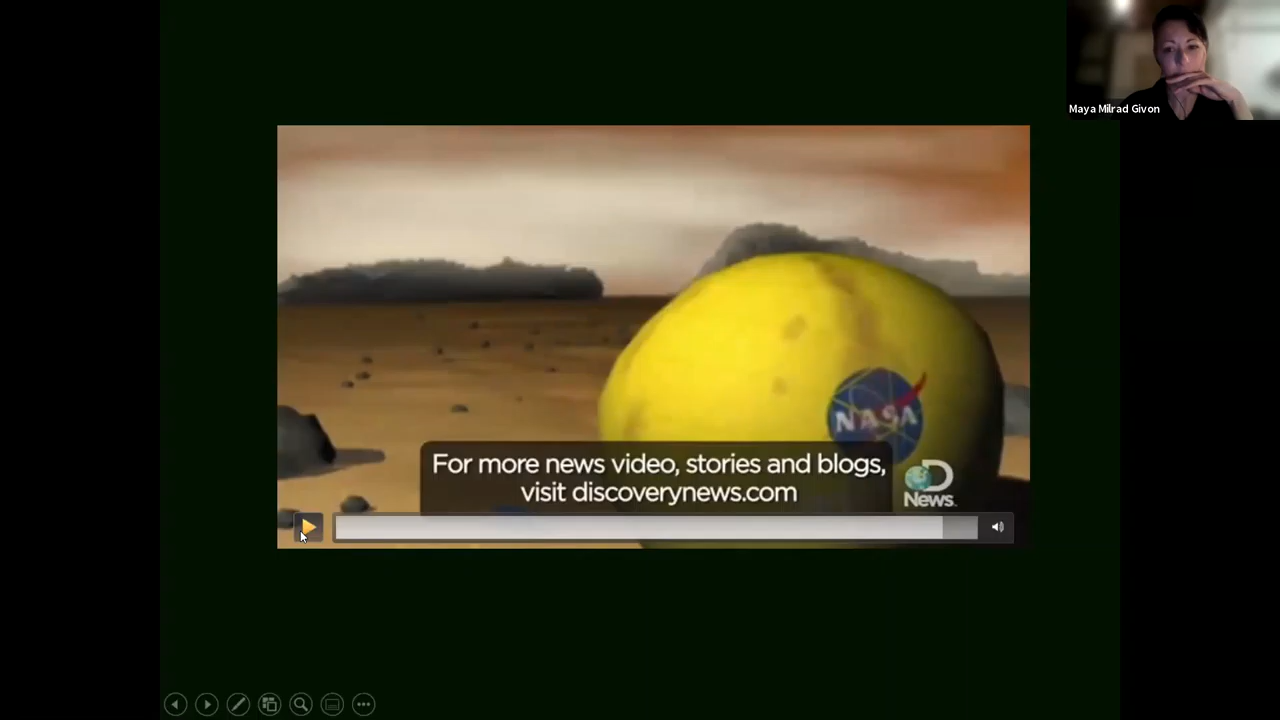 Maya Milrad Givon
NASA
For more news video, stories and blogs,
visit discoverynews.com
News